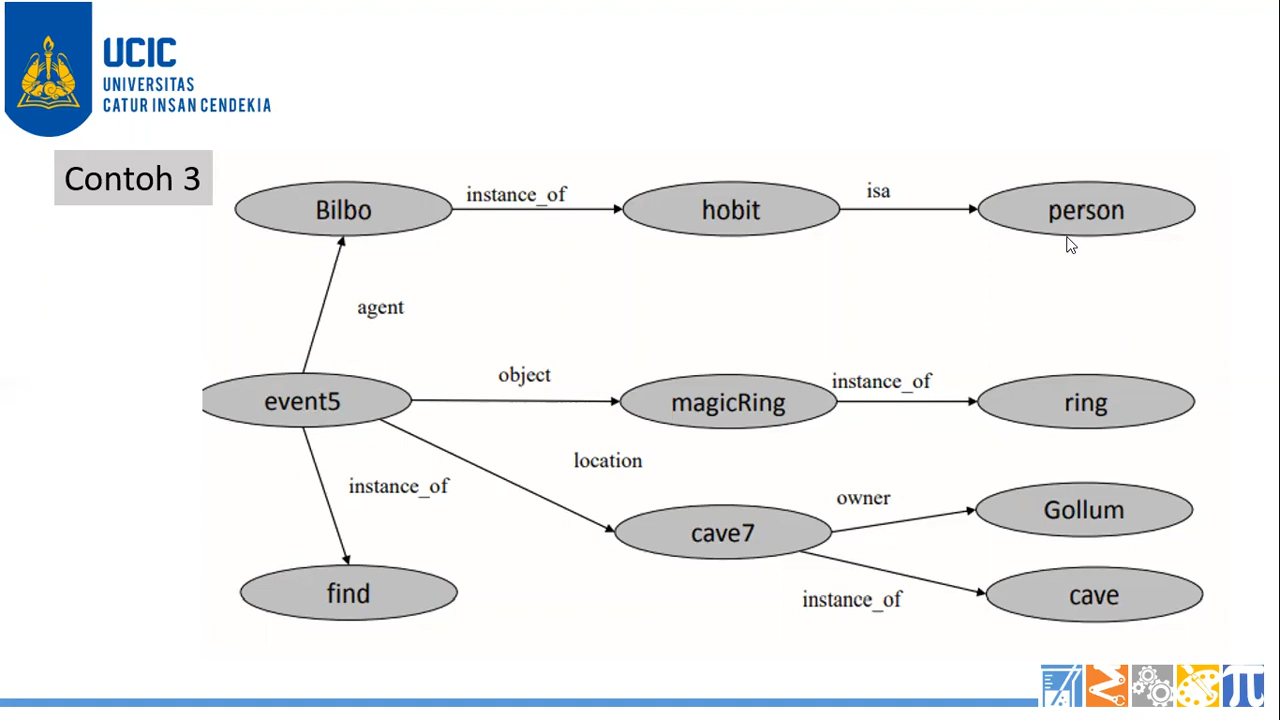 UCIC
UNIVERSITAS
CATUR INSAN CENDEKIA
Contoh 3
Bilbo
instance_of
hobit
isa
person
agent
event5
object
magicRing
instance_of
ring
location
instance_of
cave7
owner
Gollum
find
instance_of
cave